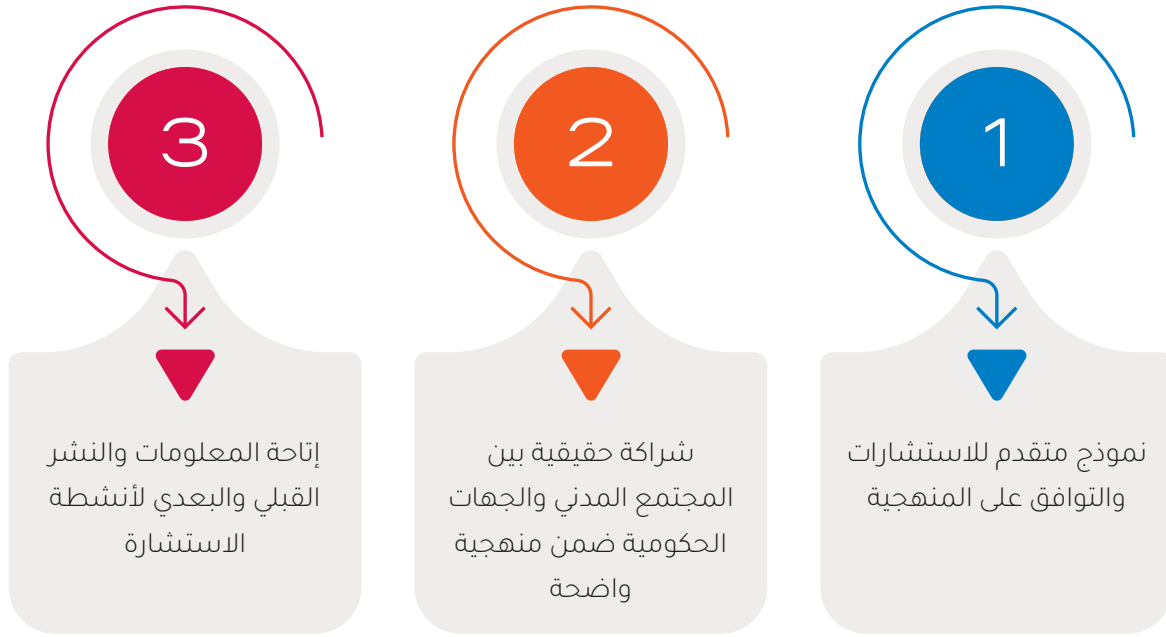 1
نموذج متقدم للاستشارات
والتوافق على المنهجية
2
شراكة حقيقية بين
المجتمع المدني والجهات
الحكومية ضمن منهجية
واضحة
3
إتاحة المعلومات والنشر
القبلي والبعدي لأنشطة
الاستشارة